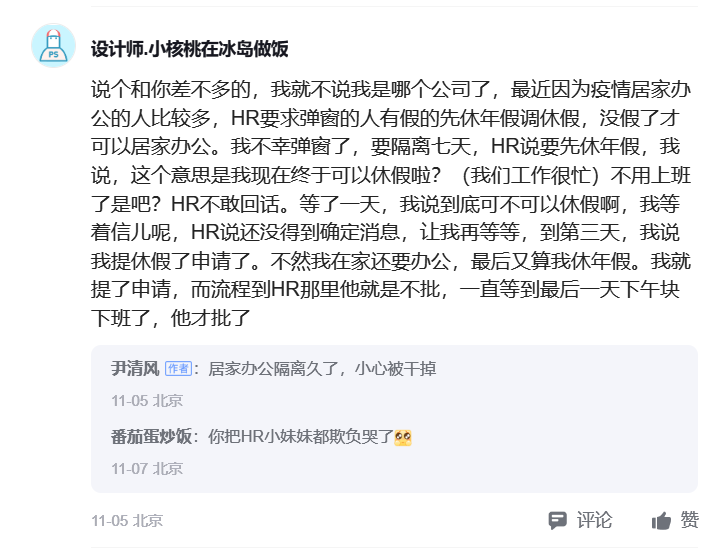 PS
设计师.小核桃在冰岛做饭
说个和你差不多的，我就不说我是哪个公司了，最近因为疫情居家办
公的人比较多，HR要求弹窗的人有假的先休年假调休假，没假了才
可以居家办公。我不幸弹窗了，要隔离七天，HR说要先休年假，我
说，这个意思是我现在终于可以休假啦？（我们工作很忙）不用上班
了是吧？HR不敢回话。等了一天，我说到底可不可以休假啊，我等
着信儿呢，HR说还没得到确定消息，让我再等等，到第三天，我说
我提休假了申请了。不然我在家还要办公，最后又算我休年假。我就
提了申请，而流程到HR那里他就是不批，一直等到最后一天下午块
下班了，他才批了
尹清风 作者：居家办公隔离久了，小心被干掉
11-05 北京
番茄蛋炒饭：你把HR小妹妹都欺负哭了
11-07 北京
11-05 北京 评论 赞